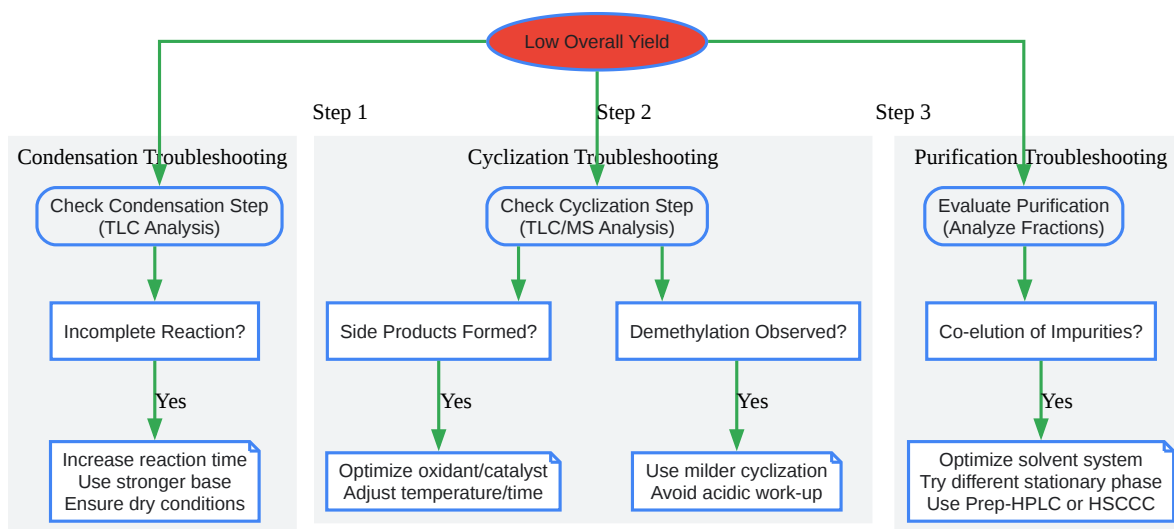 Low Overall Yield
Step 1
Step 2
Step 3
Condensation Troubleshooting
Check Condensation Step
(TLC Analysis)
Incomplete Reaction?
Yes
Increase reaction time
Use stronger base
Ensure dry conditions
Cyclization Troubleshooting
Check Cyclization Step
(TLC/MS Analysis)
Side Products Formed?
Yes
Optimize oxidant/catalyst
Adjust temperature/time
Demethylation Observed?
Yes
Use milder cyclization
Avoid acidic work-up
Purification Troubleshooting
Evaluate Purification
(Analyze Fractions)
Co-elution of Impurities?
Yes
Optimize solvent system
Try different stationary phase
Use Prep-HPLC or HSCCC